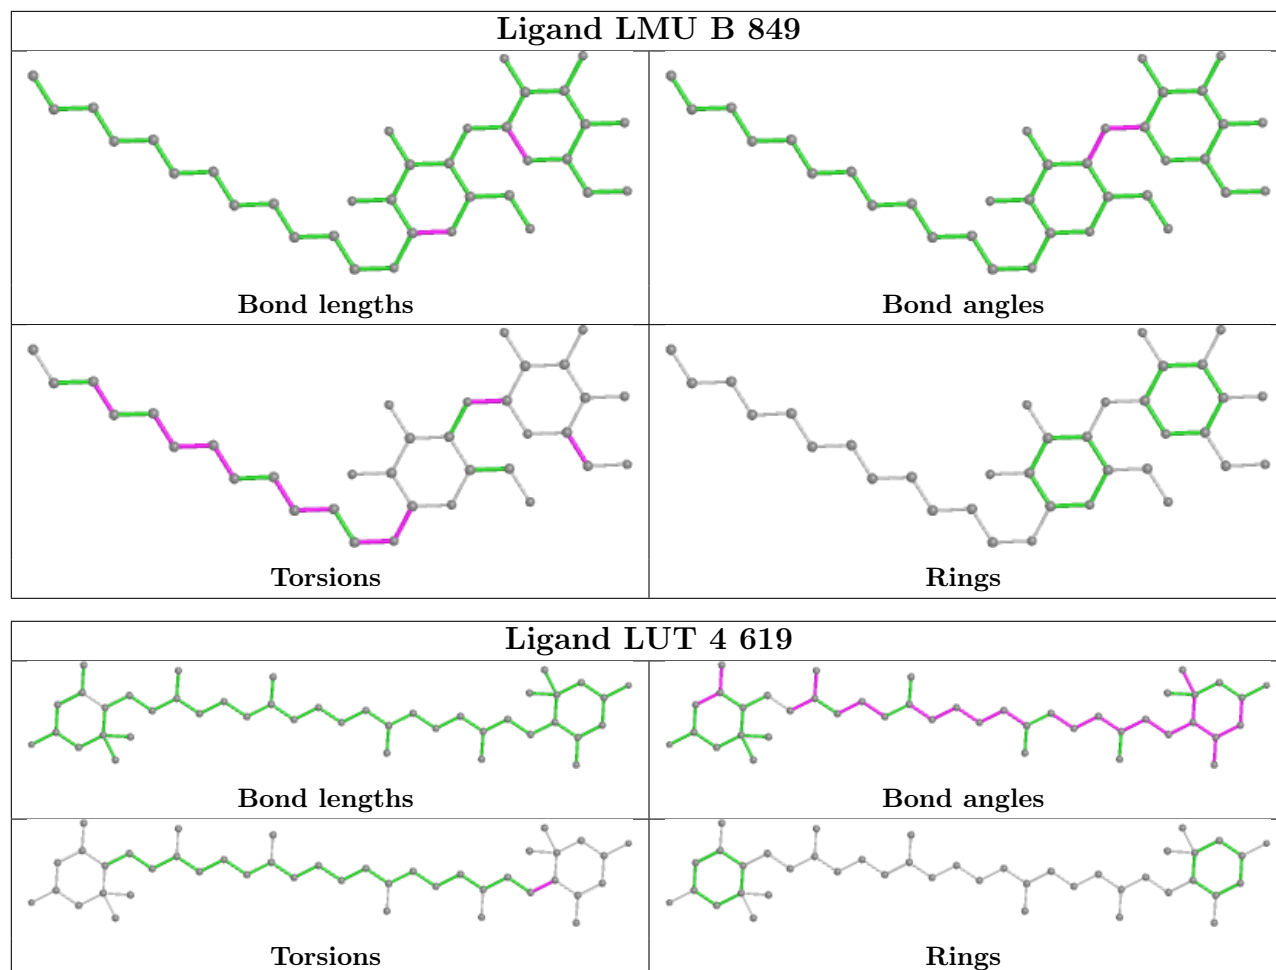 Ligand LMU B 849
Bond lengths
Bond angles
Torsions
Rings
Ligand LUT 4 619
Bond lengths
Bond angles
Torsions
Rings